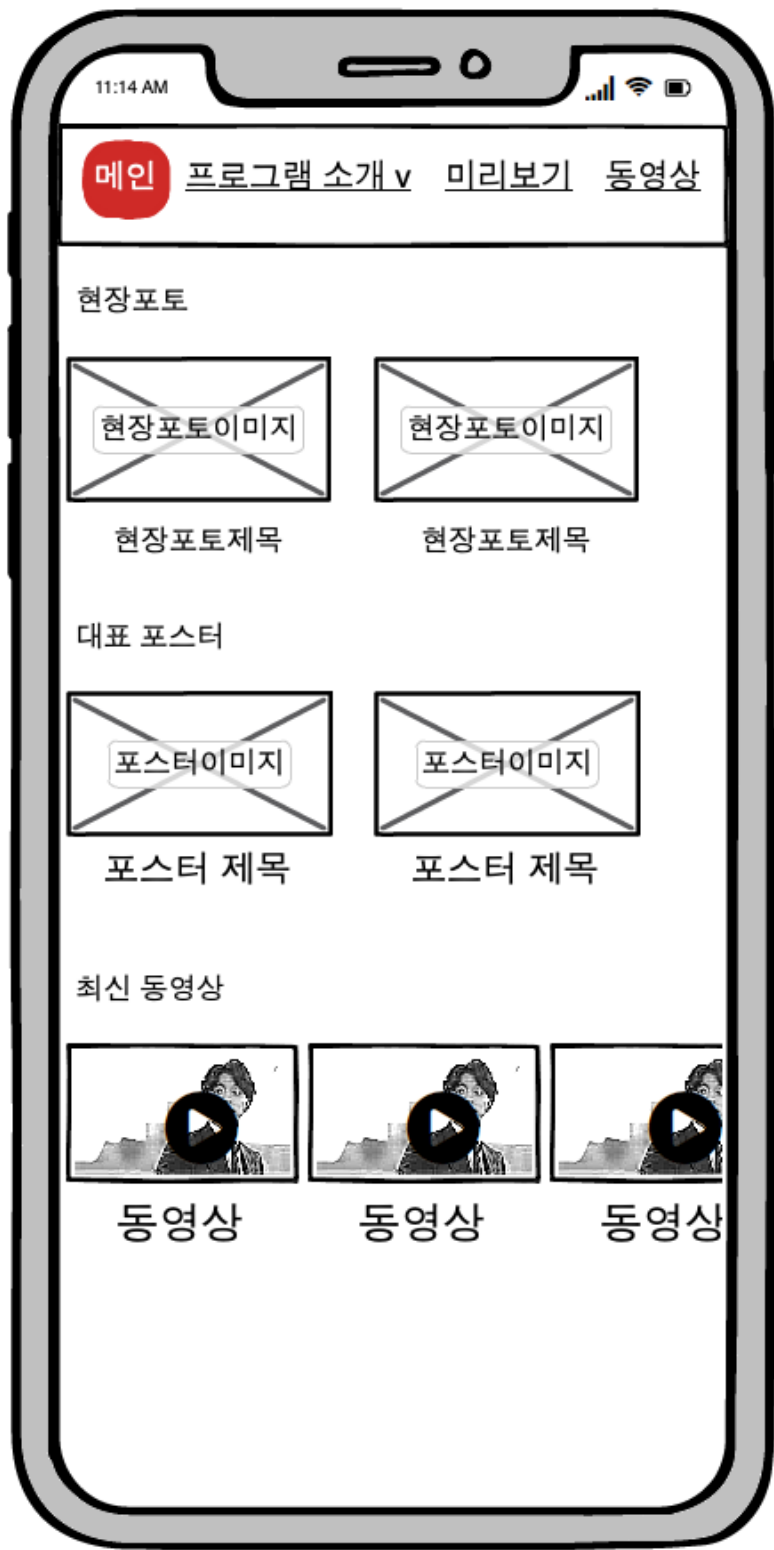 11:14 AM
메인 프로그램 소개 v 미리보기 동영상
현장포토
현장포토이미지 현장포토이미지
현장포토제목 현장포토제목
대표 포스터
포스터이미지 포스터이미지
포스터 제목 포스터 제목
최신 동영상
동영상 동영상 동영상